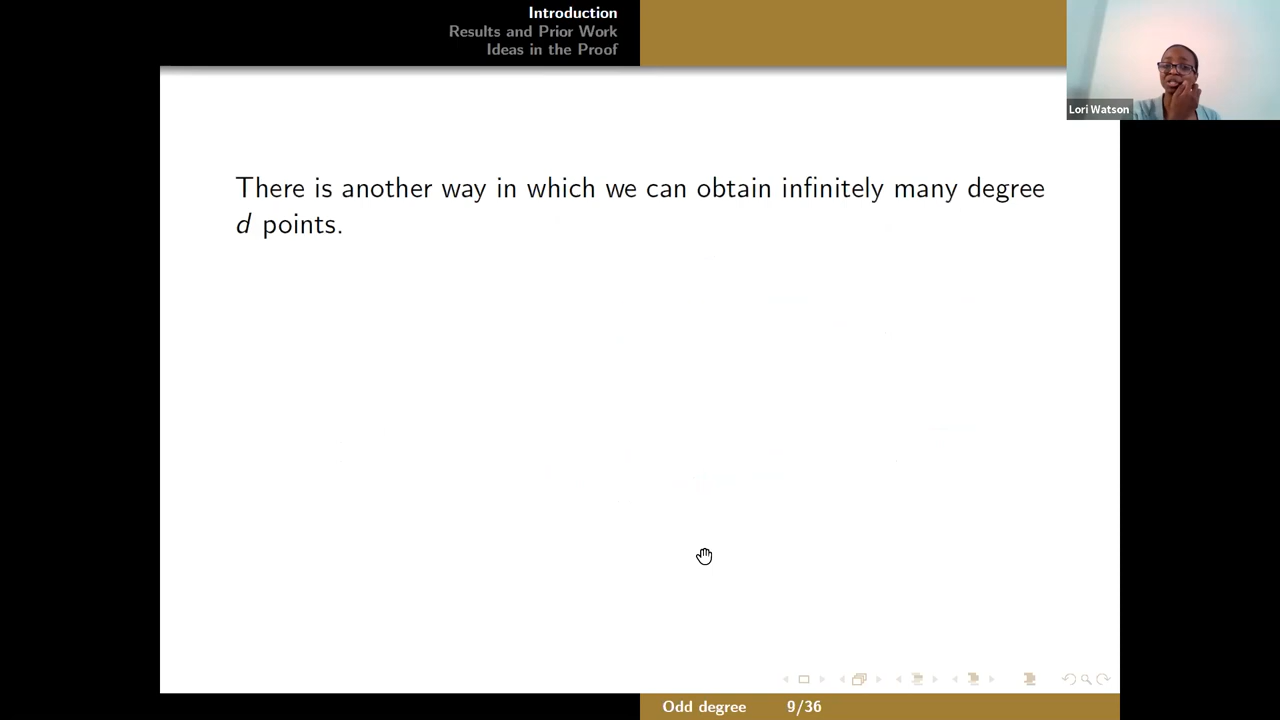 Introduction
Results and Prior Work
Ideas in the Proof
Lori Watson
There is another way in which we can obtain infinitely many degree
d points.
Odd degree 9/36